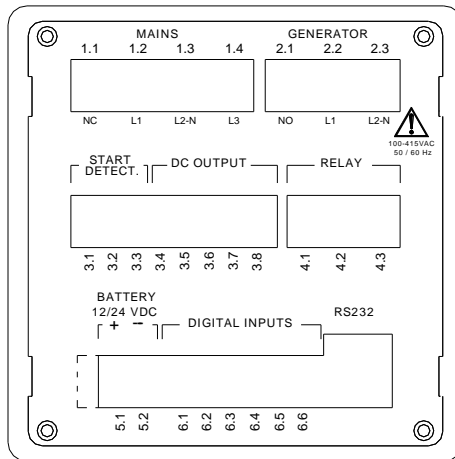 MAINS GENERATOR
1.1 1.2 1.3 1.4 2.1 2.2 2.3
NC L1 L2-N L3 NO L1 L2-N
100-415VAC
50 / 60 Hz
START
DETECT. DC OUTPUT RELAY
3.1 3.2 3.3 3.4 3.5 3.6 3.7 3.8 4.1 4.2 4.3
BATTERY
12/24 VDC
+ − DIGITAL INPUTS RS232
5.1 5.2 6.1 6.2 6.3 6.4 6.5 6.6